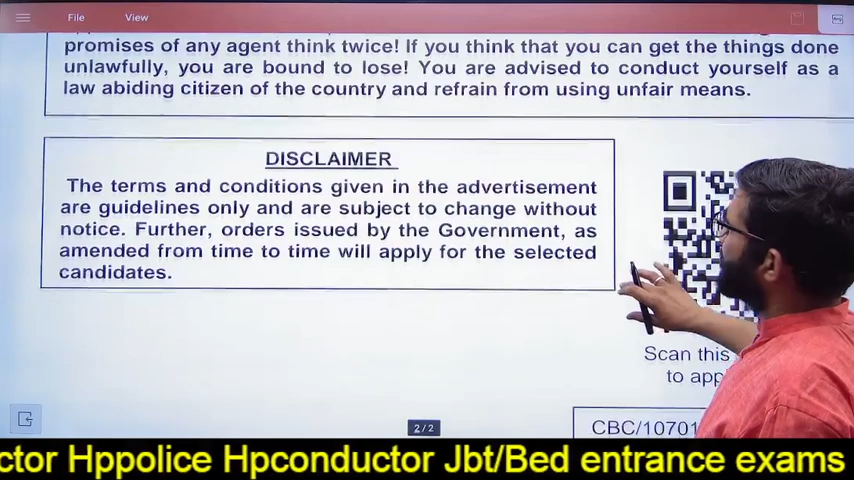 File View
promises of any agent think twice! If you think that you can get the things done
unlawfully, you are bound to lose! You are advised to conduct yourself as a
law abiding citizen of the country and refrain from using unfair means.
DISCLAIMER
The terms and conditions given in the advertisement
are guidelines only and are subject to change without
notice. Further, orders issued by the Government, as
amended from time to time will apply for the selected
candidates.
Scan this
to
2/2
CBC/10701
Hppolice Hpconductor Jbt/Bed entrance exams